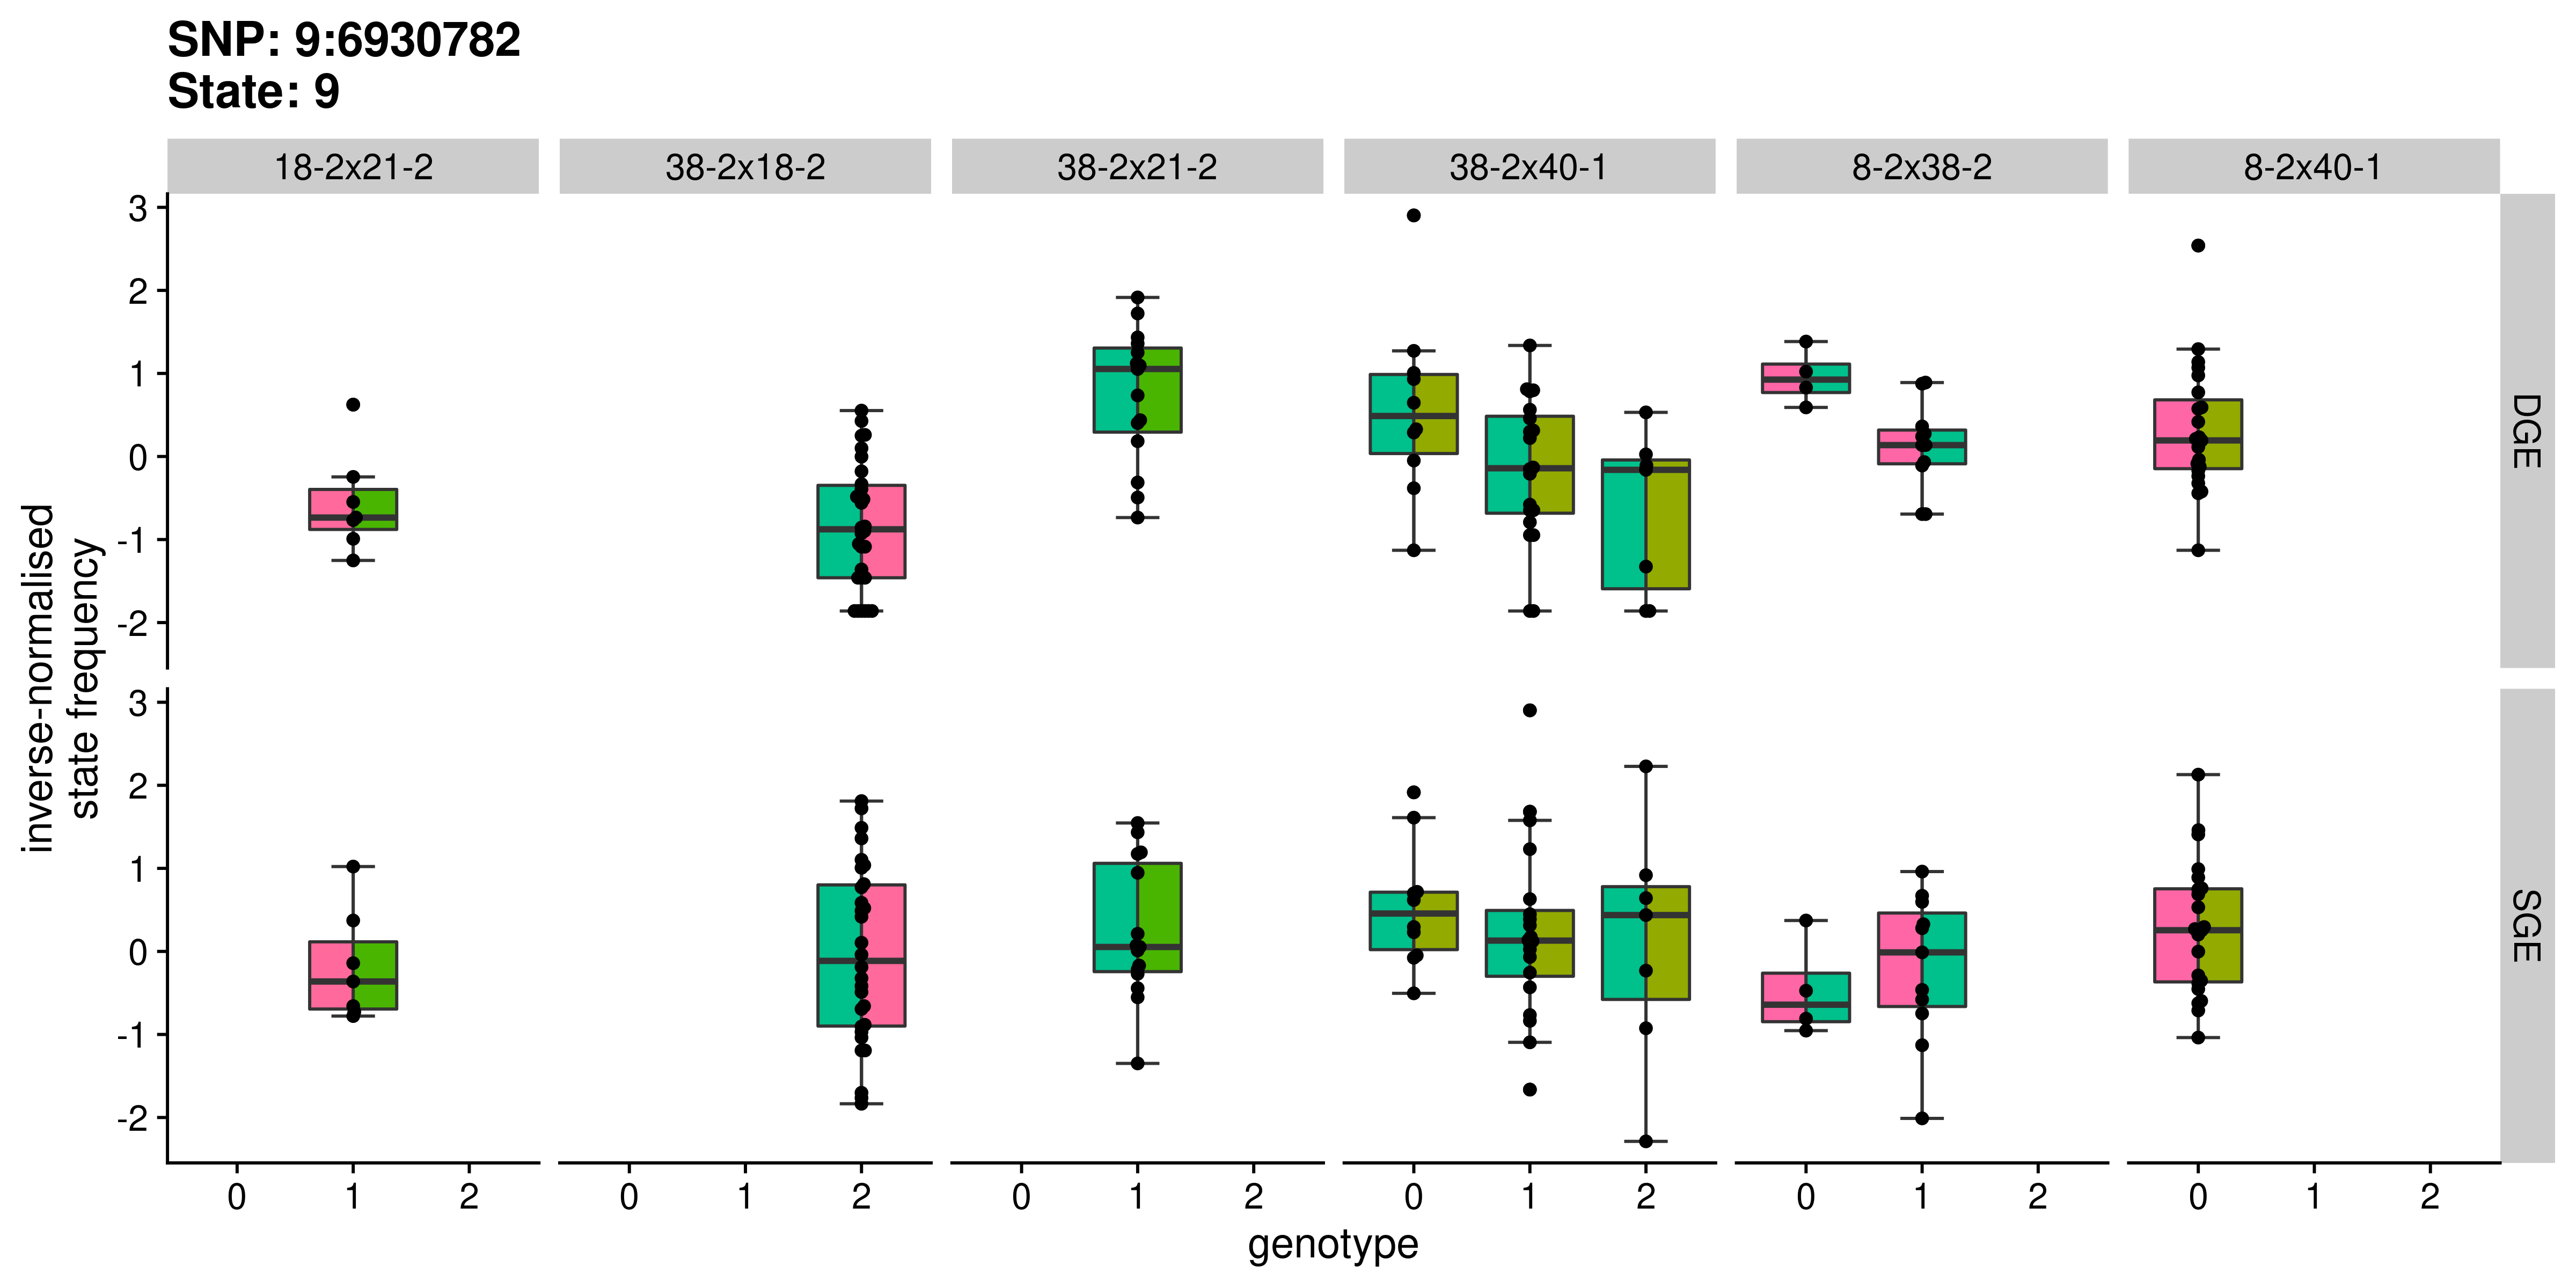 SNP: 9:6930782
State: 9
18-2x21-2 38-2x18-2 38-2x21-2 38-2x40-1 8-2x38-2 8-2x40-1
3
2
1
0
-1
-2
DGE
inverse-normalised
state frequency
3
2
1
0
-1
-2
SGE
0 1 2 0 1 2 0 1 2 0 1 2 0 1 2 0 1 2
genotype